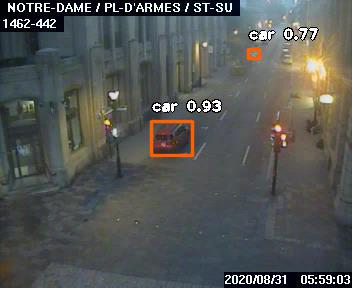 NOTRE-DAME / PL-D'ARMES / ST-SU
1462-442
car 0.77
car 0.93
2020/08/31 05:59:03